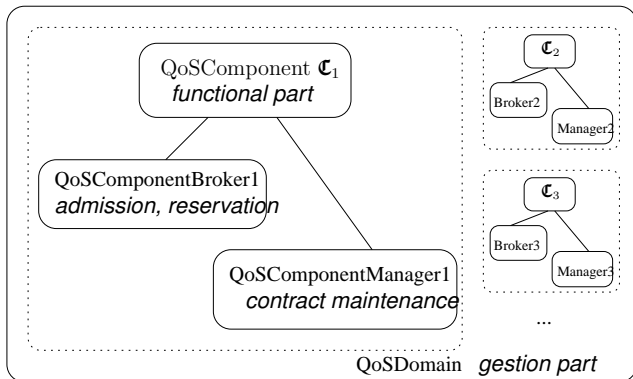 QoSComponent ℭ₁
functional part
QoSComponentBroker1
admission, reservation
QoSComponentManager1
contract maintenance
ℭ₂
Broker2
Manager2
ℭ₃
Broker3
Manager3
...
QoSDomain gestion part